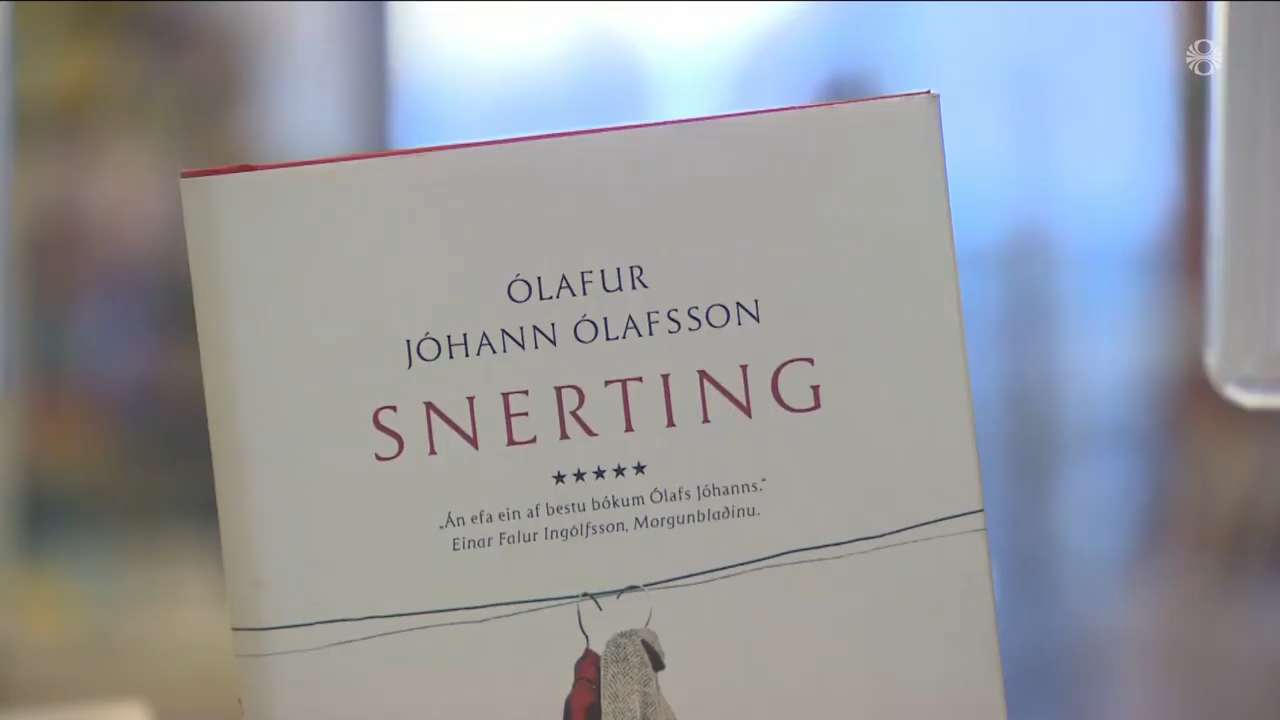 ÓLAFUR
JÓHANN ÓLAFSSON
SNERTING
★★★★★
„Án efa ein af bestu bókum Ólafs Jóhanns.“
Einar Falur Ingólfsson, Morgunblaðinu.